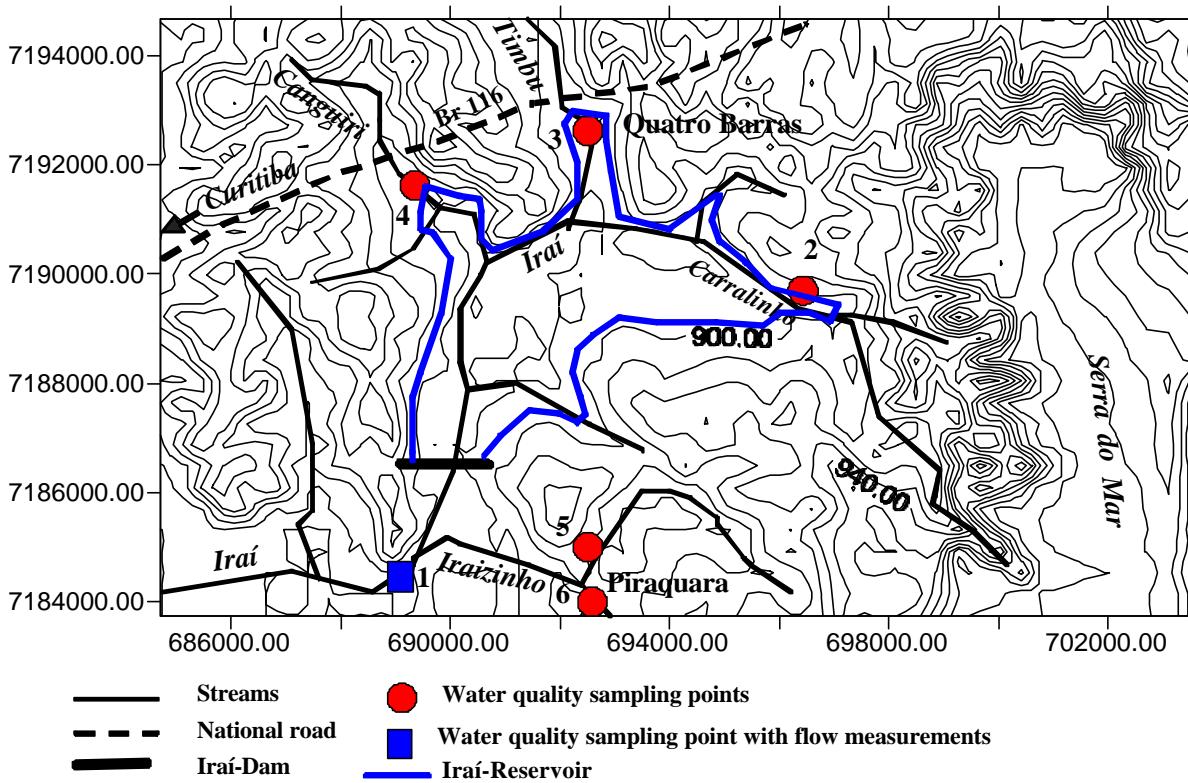 7194000.00
7192000.00
7190000.00
7188000.00
7186000.00
7184000.00
Timbu
Canguiri
Br 116
3
Quatro Barras
Curitiba
4
2
Iraí
Curralinho
900.00
Serra do Mar
940.00
5
Iraí
1
Iraizinho
6
Piraquara
686000.00
690000.00
694000.00
698000.00
702000.00
Streams
Water quality sampling points
National road
Water quality sampling point with flow measurements
Iraí-Dam
Iraí-Reservoir